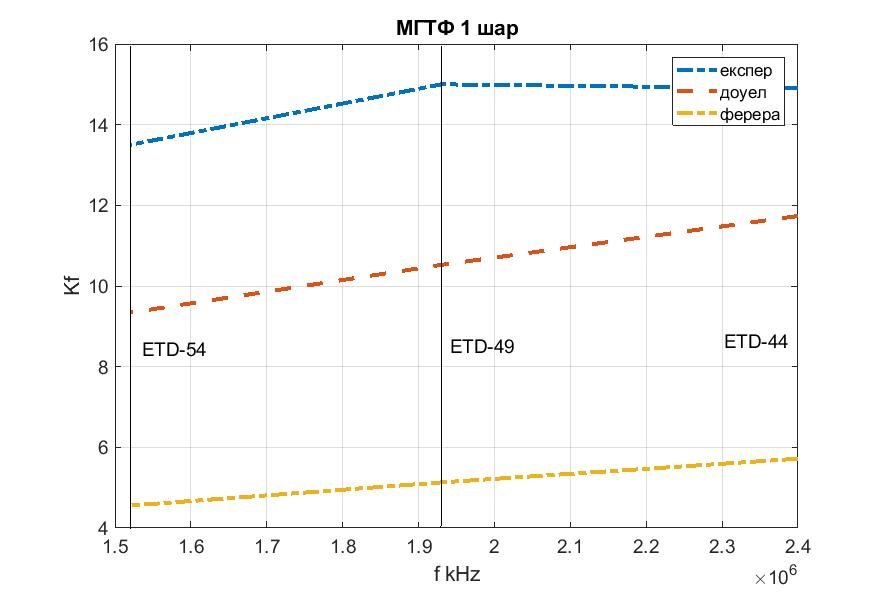 МГТФ 1 шар
16
14
12
10
8
6
4
Kf
експер
доуел
ферера
ETD-54
ETD-49
ETD-44
1.5 1.6 1.7 1.8 1.9 2 2.1 2.2 2.3 2.4
f kHz
×10⁶